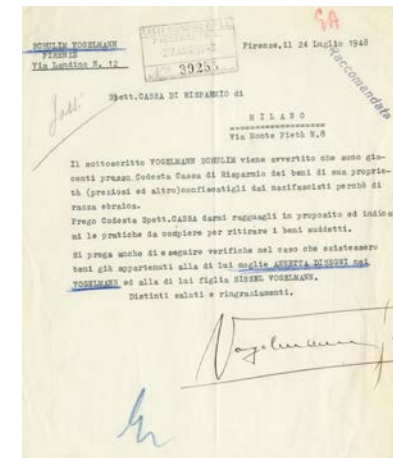 SA
SCHULIM VOGELMANN
FIRENZE
Via Landino N. 12
39255
Firenze,11 24 Luglio 1948
Raccomandata
Spett.CASSA DI RISPARMIO di
MILANO
Via Monte Pietà N.8
Il sottoscritto VOGELMANN SCHULIM viene avvertito che sono gia-
centi presso Codesta Cassa di Risparmio dei beni di sua proprie-
tà (preziosi ed altro)confiscatigli dai nazifascisti perchè di
razza ebraica.
Prego Codesta Spett.CASSA darmi ragguagli in proposito ed indicar
mi le pratiche da compiere per ritirare i beni suddetti.
Si prega anche di eseguire verifiche nel caso che esistessero
beni già appartenuti alla di lui moglie ANNETTA DISEGNI nei
VOGELMANN ed alla di lui figlia SISSEL VOGELMANN.
Distinti saluti e ringraziamenti.
Vogelmann